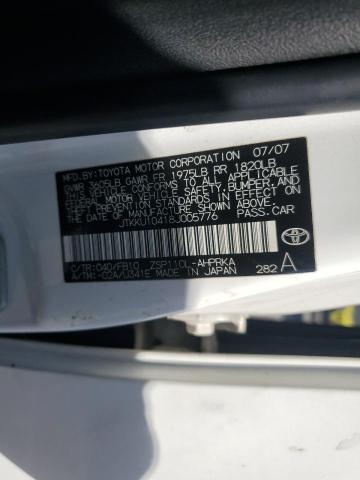 MFD.BY:TOYOTA MOTOR CORPORATION 07/07
GVWR 3605LB GAWR FR 1975LB RR 1820LB
THIS VEHICLE CONFORMS TO ALL APPLICABLE
FEDERAL MOTOR VEHICLE SAFETY, BUMPER, AND THEFT
PREVENTION STANDARDS IN EFFECT ON THE DATE OF
MANUFACTURE SHOWN ABOVE.
JTKKU10418J005776 PASS.CAR
C/TR:040/FB10 ZSP110L-AHPRKA
A/TM:-02A/U341E MADE IN JAPAN 282 A